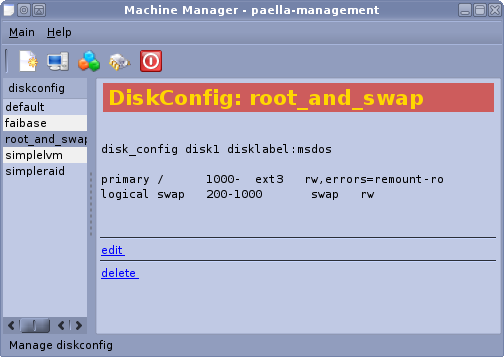 Machine Manager - paella-management
Main Help
diskconfig
default
faibase
root_and_swap
simplelvm
simpleraid
DiskConfig: root_and_swap
disk_config disk1 disklabel:msdos
primary / 1000- ext3 rw,errors=remount-ro
logical swap 200-1000 swap rw
edit
delete
Manage diskconfig